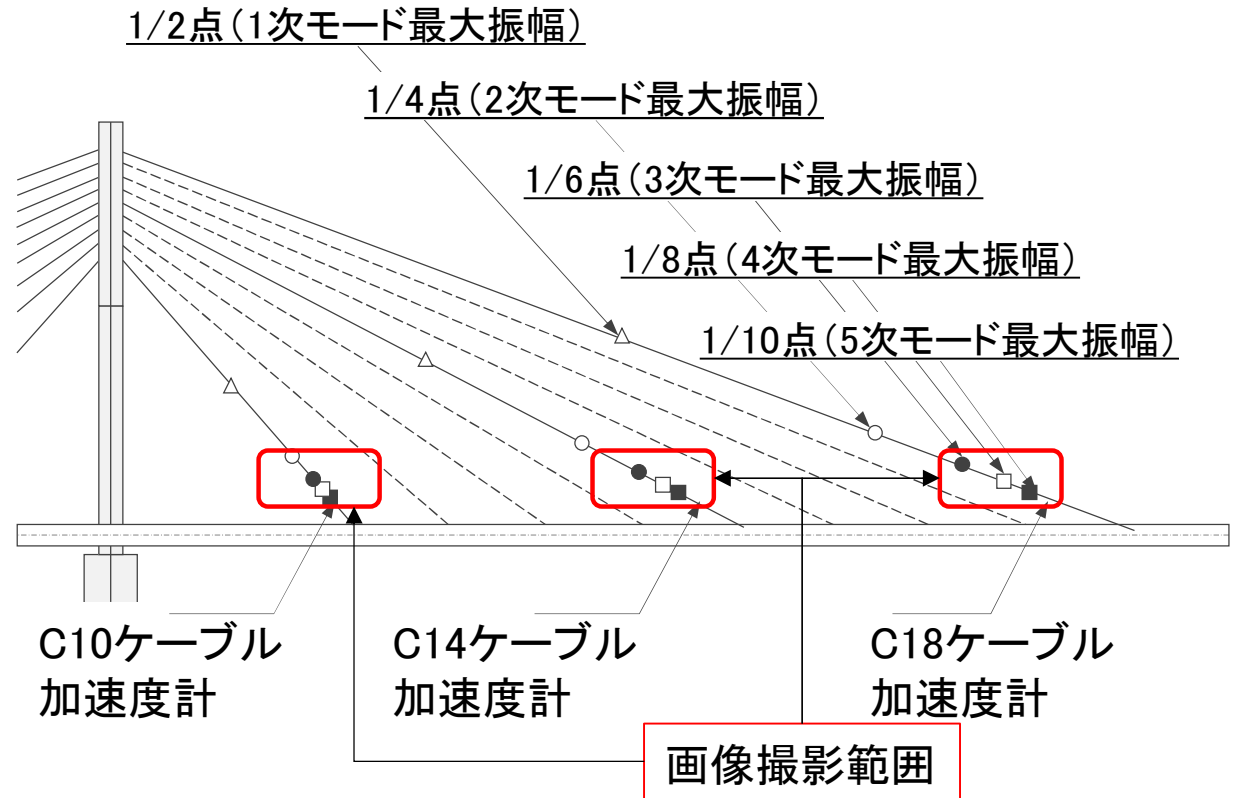 1/2点(1次モード最大振幅)
1/4点(2次モード最大振幅)
1/6点(3次モード最大振幅)
1/8点(4次モード最大振幅)
1/10点(5次モード最大振幅)
C10ケーブル
加速度計
C14ケーブル
加速度計
C18ケーブル
加速度計
画像撮影範囲